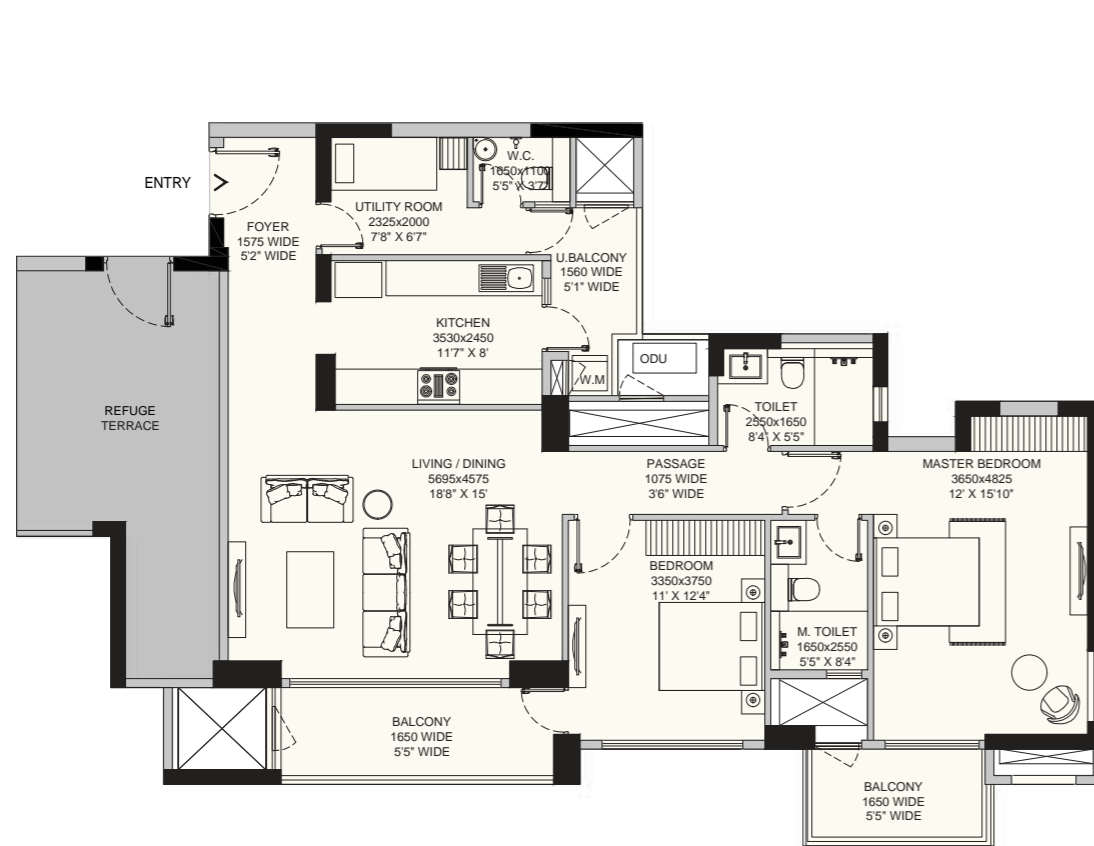 ENTRY
FOYER
1575 WIDE
5'2" WIDE
UTILITY ROOM
2325x2000
7'8" X 6'7"
W.C.
1650x1100
5'5" X 3'7"
U.BALCONY
1560 WIDE
5'1" WIDE
KITCHEN
3530x2450
11'7" X 8'
W.M
ODU
REFUGE
TERRACE
TOILET
2550x1650
8'4" X 5'5"
LIVING / DINING
5695x4575
18'8" X 15'
PASSAGE
1075 WIDE
3'6" WIDE
MASTER BEDROOM
3650x4825
12' X 15'10"
BEDROOM
3350x3750
11' X 12'4"
M. TOILET
1650x2550
5'5" X 8'4"
BALCONY
1650 WIDE
5'5" WIDE
BALCONY
1650 WIDE
5'5" WIDE